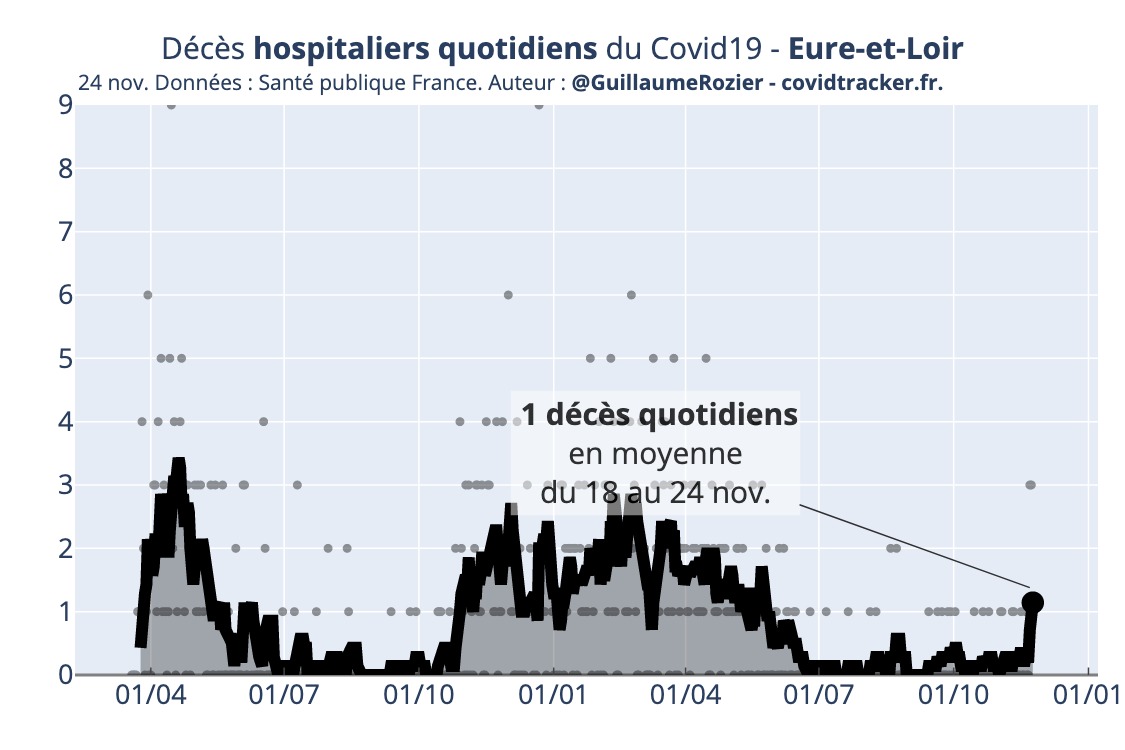 Décès hospitaliers quotidiens du Covid19 - Eure-et-Loir
24 nov. Données : Santé publique France. Auteur : @GuillaumeRozier - covidtracker.fr.
9
8
7
6
5
4
3
2
1
0
1 décès quotidiens
en moyenne
du 18 au 24 nov.
01/04 01/07 01/10 01/01 01/04 01/07 01/10 01/01